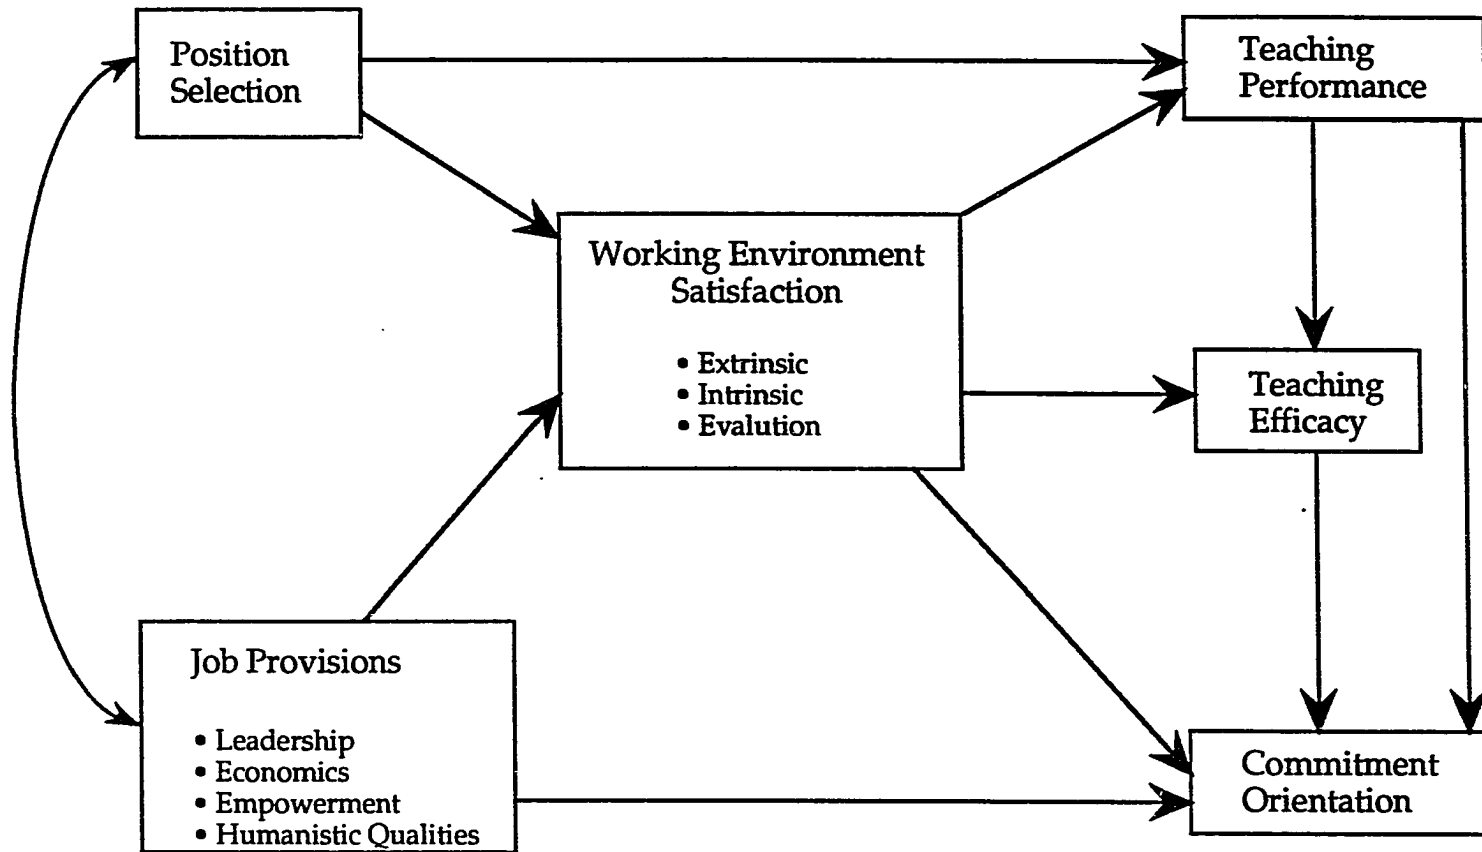 Position
Selection
Teaching
Performance
Working Environment
Satisfaction
• Extrinsic
• Intrinsic
• Evalution
Teaching
Efficacy
Job Provisions
• Leadership
• Economics
• Empowerment
• Humanistic Qualities
Commitment
Orientation